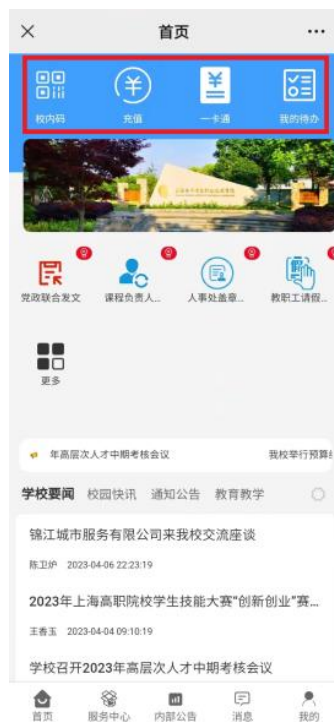 首页
校内码
充值
一卡通
我的待办
党政联合发文
课程负责人...
人事处盖章...
教职工请假...
更多
年高层次人才中期考核会议
我校举行预算
学校要闻 校园快讯 通知公告 教育教学
锦江城市服务有限公司来我校交流座谈
陈卫妒 2023-04-06 22:23:19
2023年上海高职院校学生技能大赛“创新创业”赛...
王春玉 2023-04-04 09:10:19
学校召开2023年高层次人才中期考核会议
首页
服务中心
内部公告
消息
我的